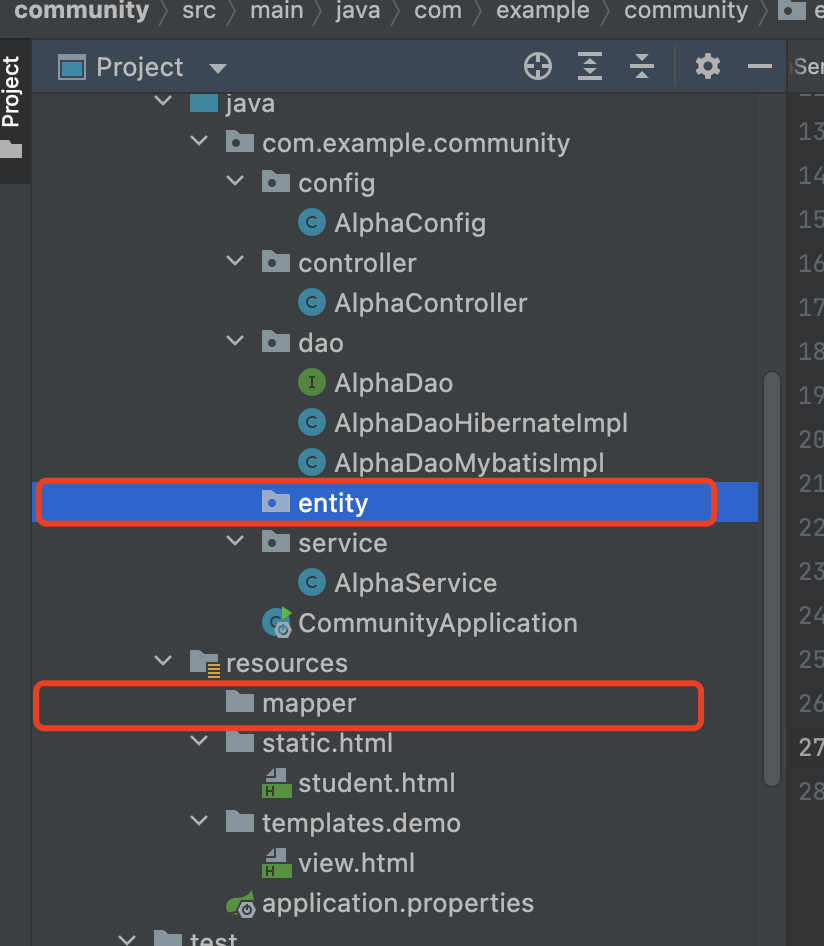 community src main java com example community
Project
Project
java
com.example.community
config
C AlphaConfig
controller
C AlphaController
dao
I AlphaDao
C AlphaDaoHibernateImpl
C AlphaDaoMybatisImpl
entity
service
C AlphaService
CommunityApplication
resources
mapper
static.html
H student.html
templates.demo
H view.html
application.properties
test
13
14
15
16
17
18
19
20
21
22
23
24
25
26
27
28